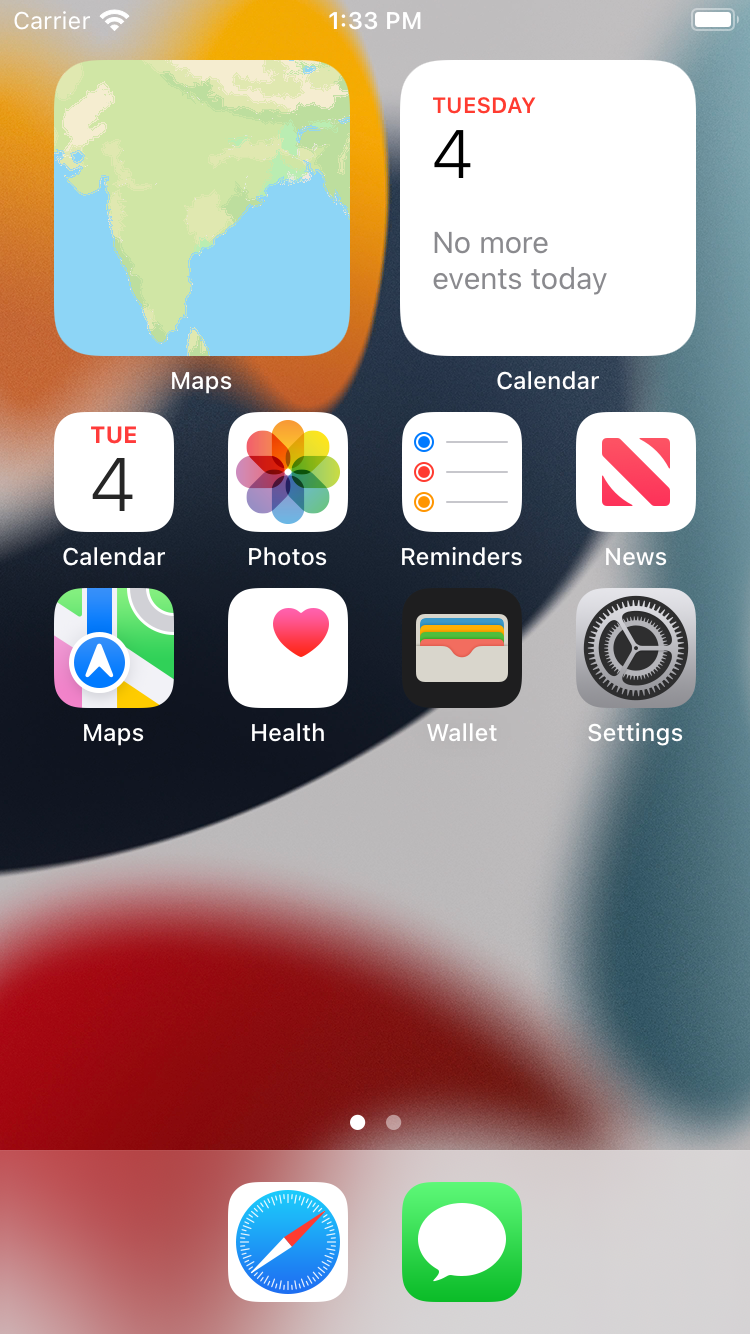 Carrier
1:33 PM
TUESDAY
4
No more
events today
Maps
Calendar
TUE
4
Calendar
Photos
Reminders
News
Maps
Health
Wallet
Settings